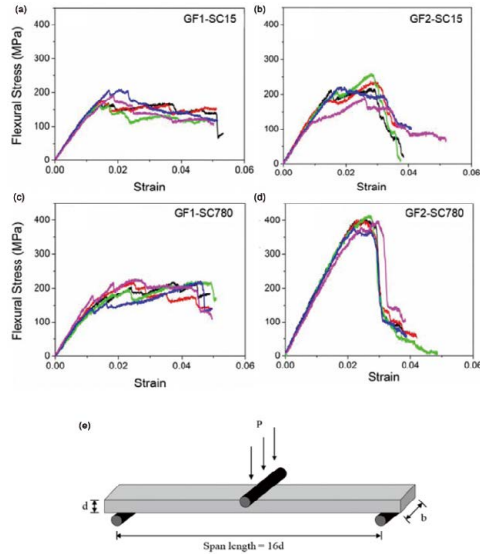 (a)
GF1-SC15
Flexural Stress (MPa)
400
300
200
100
0
0.00 0.02 0.04 0.06
Strain
(b)
GF2-SC15
400
300
200
100
0
0.00 0.02 0.04 0.06
Strain
(c)
GF1-SC780
Flexural Stress (MPa)
400
300
200
100
0
0.00 0.02 0.04 0.06
Strain
(d)
GF2-SC780
400
300
200
100
0
0.00 0.02 0.04 0.06
Strain
(e)
P
d
b
Span length = 16d